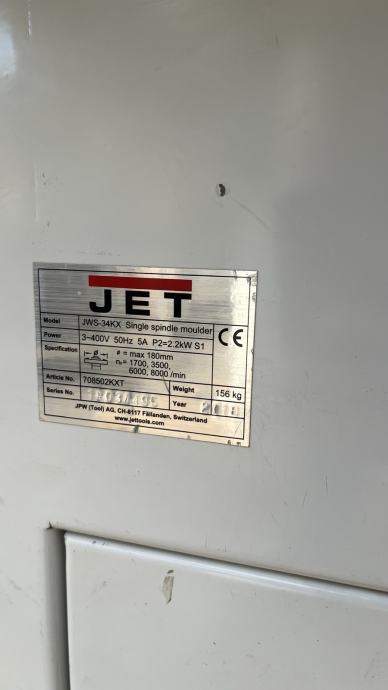 JET
Model JWS-34KX Single spindle moulder
Power 3~400V 50Hz 5A P2=2.2kW S1
CE
Specification ø = max 180mm
n₀= 1700, 3500,
6000, 8000 /min
Article No. 708502KXT Weight 156 kg
Series No. Year 2018
JPW (Tool) AG, CH-8117 Fällanden, Switzerland
www.jettools.com